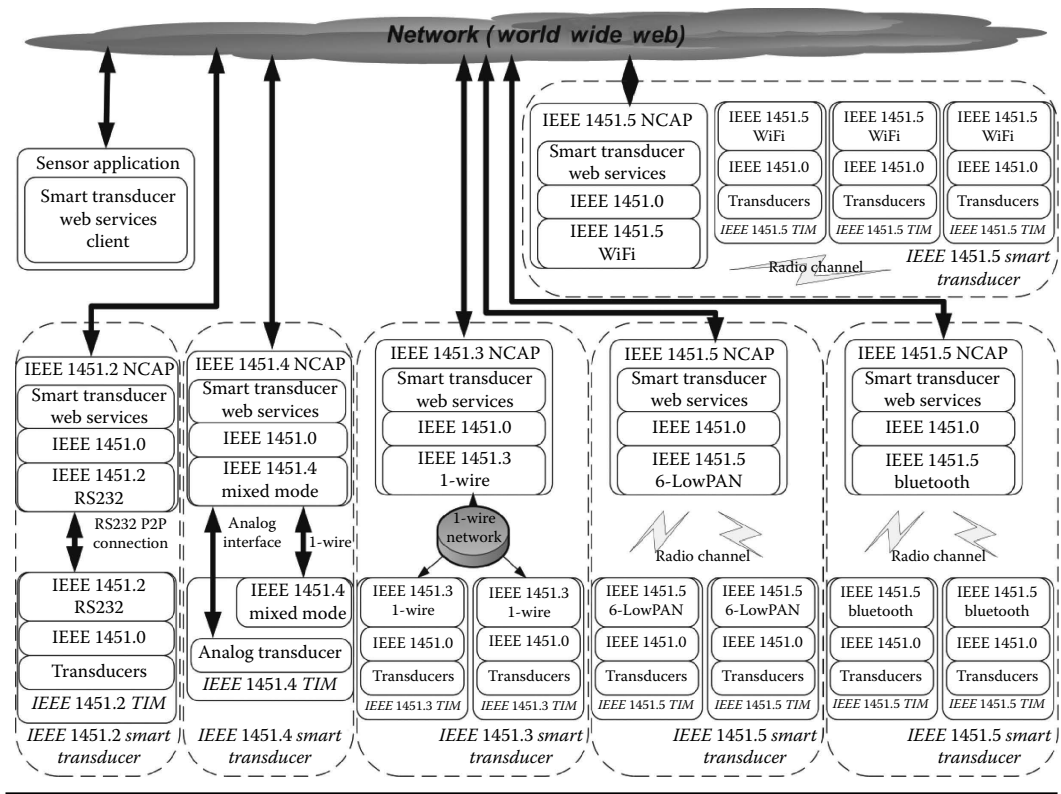 Network (world wide web)
Sensor application
Smart transducer
web services
client
IEEE 1451.5 NCAP
Smart transducer
web services
IEEE 1451.0
IEEE 1451.5
WiFi
IEEE 1451.5
WiFi
IEEE 1451.0
Transducers
IEEE 1451.5 TIM
IEEE 1451.5
WiFi
IEEE 1451.0
Transducers
IEEE 1451.5 TIM
IEEE 1451.5
WiFi
IEEE 1451.0
Transducers
IEEE 1451.5 TIM
Radio channel
IEEE 1451.5 smart
transducer
IEEE 1451.2 NCAP
Smart transducer
web services
IEEE 1451.0
IEEE 1451.2
RS232
RS232 P2P
connection
IEEE 1451.2
RS232
IEEE 1451.0
Transducers
IEEE 1451.2 TIM
IEEE 1451.2 smart
transducer
IEEE 1451.4 NCAP
Smart transducer
web services
IEEE 1451.0
IEEE 1451.4
mixed mode
Analog
interface
1-wire
IEEE 1451.4
mixed mode
Analog transducer
IEEE 1451.4 TIM
IEEE 1451.4 smart
transducer
IEEE 1451.3 NCAP
Smart transducer
web services
IEEE 1451.0
IEEE 1451.3
1-wire
1-wire
network
IEEE 1451.3
1-wire
IEEE 1451.0
Transducers
IEEE 1451.3 TIM
IEEE 1451.3
1-wire
IEEE 1451.0
Transducers
IEEE 1451.3 TIM
IEEE 1451.3 smart
transducer
IEEE 1451.5 NCAP
Smart transducer
web services
IEEE 1451.0
IEEE 1451.5
6-LowPAN
Radio channel
IEEE 1451.5
6-LowPAN
IEEE 1451.0
Transducers
IEEE 1451.5 TIM
IEEE 1451.5
6-LowPAN
IEEE 1451.0
Transducers
IEEE 1451.5 TIM
IEEE 1451.5 smart
transducer
IEEE 1451.5 NCAP
Smart transducer
web services
IEEE 1451.0
IEEE 1451.5
bluetooth
Radio channel
IEEE 1451.5
bluetooth
IEEE 1451.0
Transducers
IEEE 1451.5 TIM
IEEE 1451.5
bluetooth
IEEE 1451.0
Transducers
IEEE 1451.5 TIM
IEEE 1451.5 smart
transducer